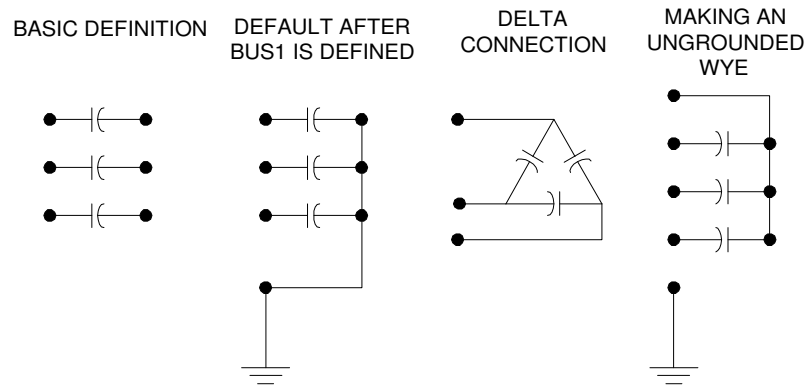 BASIC DEFINITION
DEFAULT AFTER
BUS1 IS DEFINED
DELTA
CONNECTION
MAKING AN
UNGROUNDED
WYE